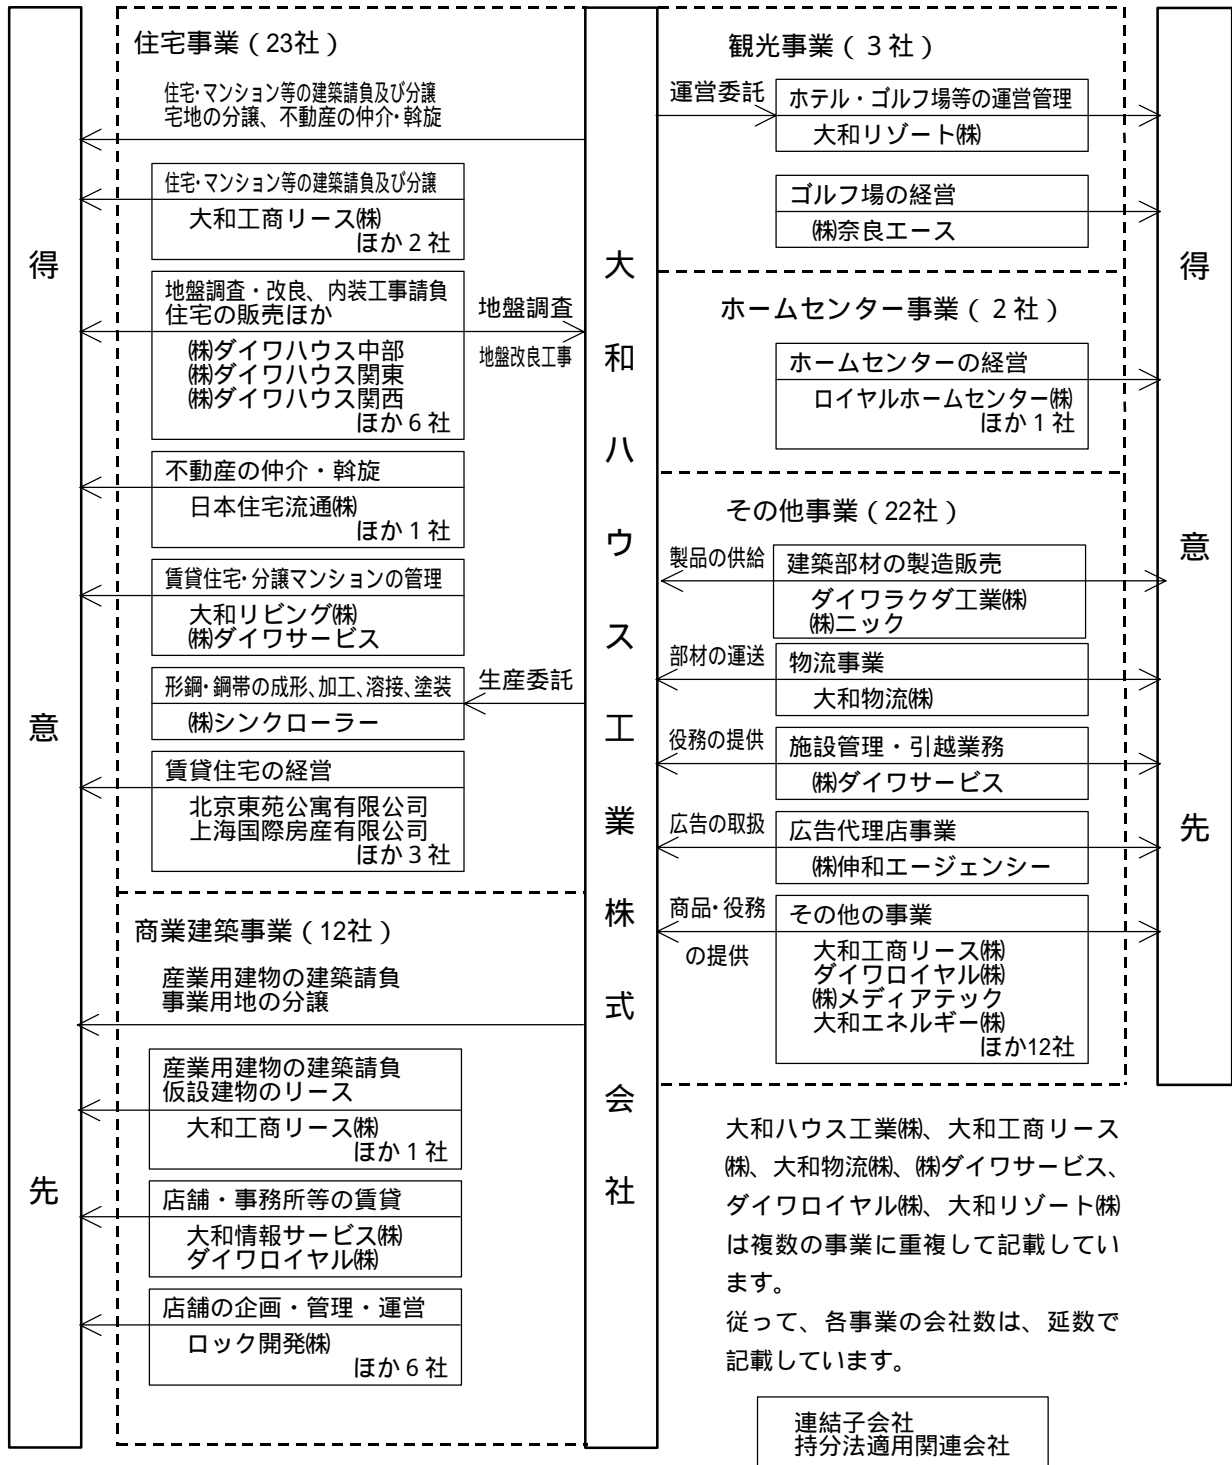 得
意
先
住宅事業(23社)
住宅・マンション等の建築請負及び分譲
宅地の分譲、不動産の仲介・斡旋
住宅・マンション等の建築請負及び分譲
大和工商リース㈱
ほか2社
地盤調査・改良、内装工事請負
住宅の販売ほか
㈱ダイワハウス中部
㈱ダイワハウス関東
㈱ダイワハウス関西
ほか6社
地盤調査
地盤改良工事
不動産の仲介・斡旋
日本住宅流通㈱
ほか1社
賃貸住宅・分譲マンションの管理
大和リビング㈱
㈱ダイワサービス
形鋼・鋼帯の成形、加工、溶接、塗装
㈱シンクローラー
生産委託
賃貸住宅の経営
北京東苑公寓有限公司
上海国際房産有限公司
ほか3社
商業建築事業(12社)
産業用建物の建築請負
事業用地の分譲
産業用建物の建築請負
仮設建物のリース
大和工商リース㈱
ほか1社
店舗・事務所等の賃貸
大和情報サービス㈱
ダイワロイヤル㈱
店舗の企画・管理・運営
ロック開発㈱
ほか6社
大和ハウス工業株式会社
観光事業(3社)
運営委託
ホテル・ゴルフ場等の運営管理
大和リゾート㈱
ゴルフ場の経営
㈱奈良エース
ホームセンター事業(2社)
ホームセンターの経営
ロイヤルホームセンター㈱
ほか1社
その他事業(22社)
製品の供給
建築部材の製造販売
ダイワラクダ工業㈱
㈱ニック
部材の運送
物流事業
大和物流㈱
役務の提供
施設管理・引越業務
㈱ダイワサービス
広告の取扱
広告代理店事業
㈱伸和エージェンシー
商品・役務
の提供
その他の事業
大和工商リース㈱
ダイワロイヤル㈱
㈱メディアテック
大和エネルギー㈱
ほか12社
得
意
先
大和ハウス工業㈱、大和工商リース
㈱、大和物流㈱、㈱ダイワサービス、
ダイワロイヤル㈱、大和リゾート㈱
は複数の事業に重複して記載してい
ます。
従って、各事業の会社数は、延数で
記載しています。
連結子会社
持分法適用関連会社